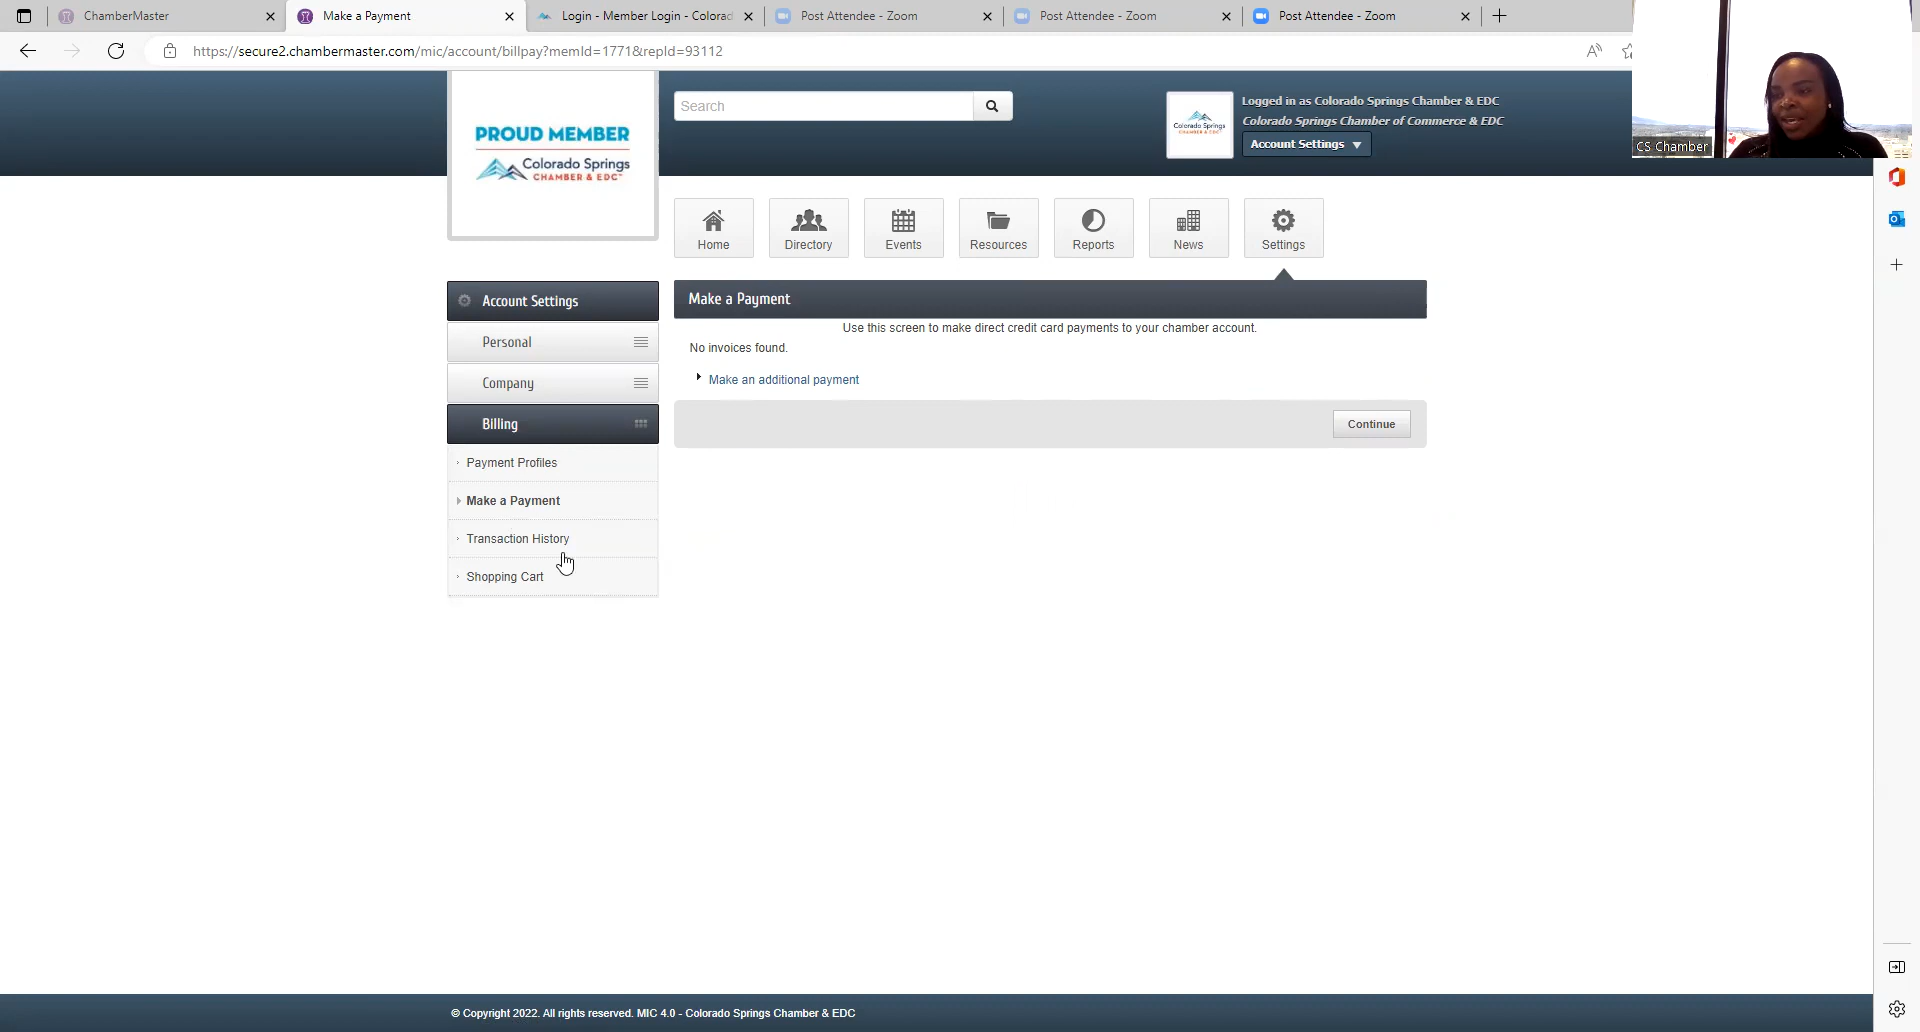 ChamberMaster
Make a Payment
Login - Member Login - Colorad
Post Attendee - Zoom
Post Attendee - Zoom
Post Attendee - Zoom
https://secure2.chambermaster.com/mic/account/billpay?memId=1771&repId=93112
PROUD MEMBER
Colorado Springs
CHAMBER & EDC
Search
Colorado Springs
CHAMBER & EDC
Logged in as Colorado Springs Chamber & EDC
Colorado Springs Chamber of Commerce & EDC
Account Settings
CS Chamber
Home
Directory
Events
Resources
Reports
News
Settings
Account Settings
Personal
Company
Billing
Payment Profiles
Make a Payment
Transaction History
Shopping Cart
Make a Payment
Use this screen to make direct credit card payments to your chamber account.
No invoices found.
Make an additional payment
Continue
© Copyright 2022. All rights reserved. MIC 4.0 - Colorado Springs Chamber & EDC